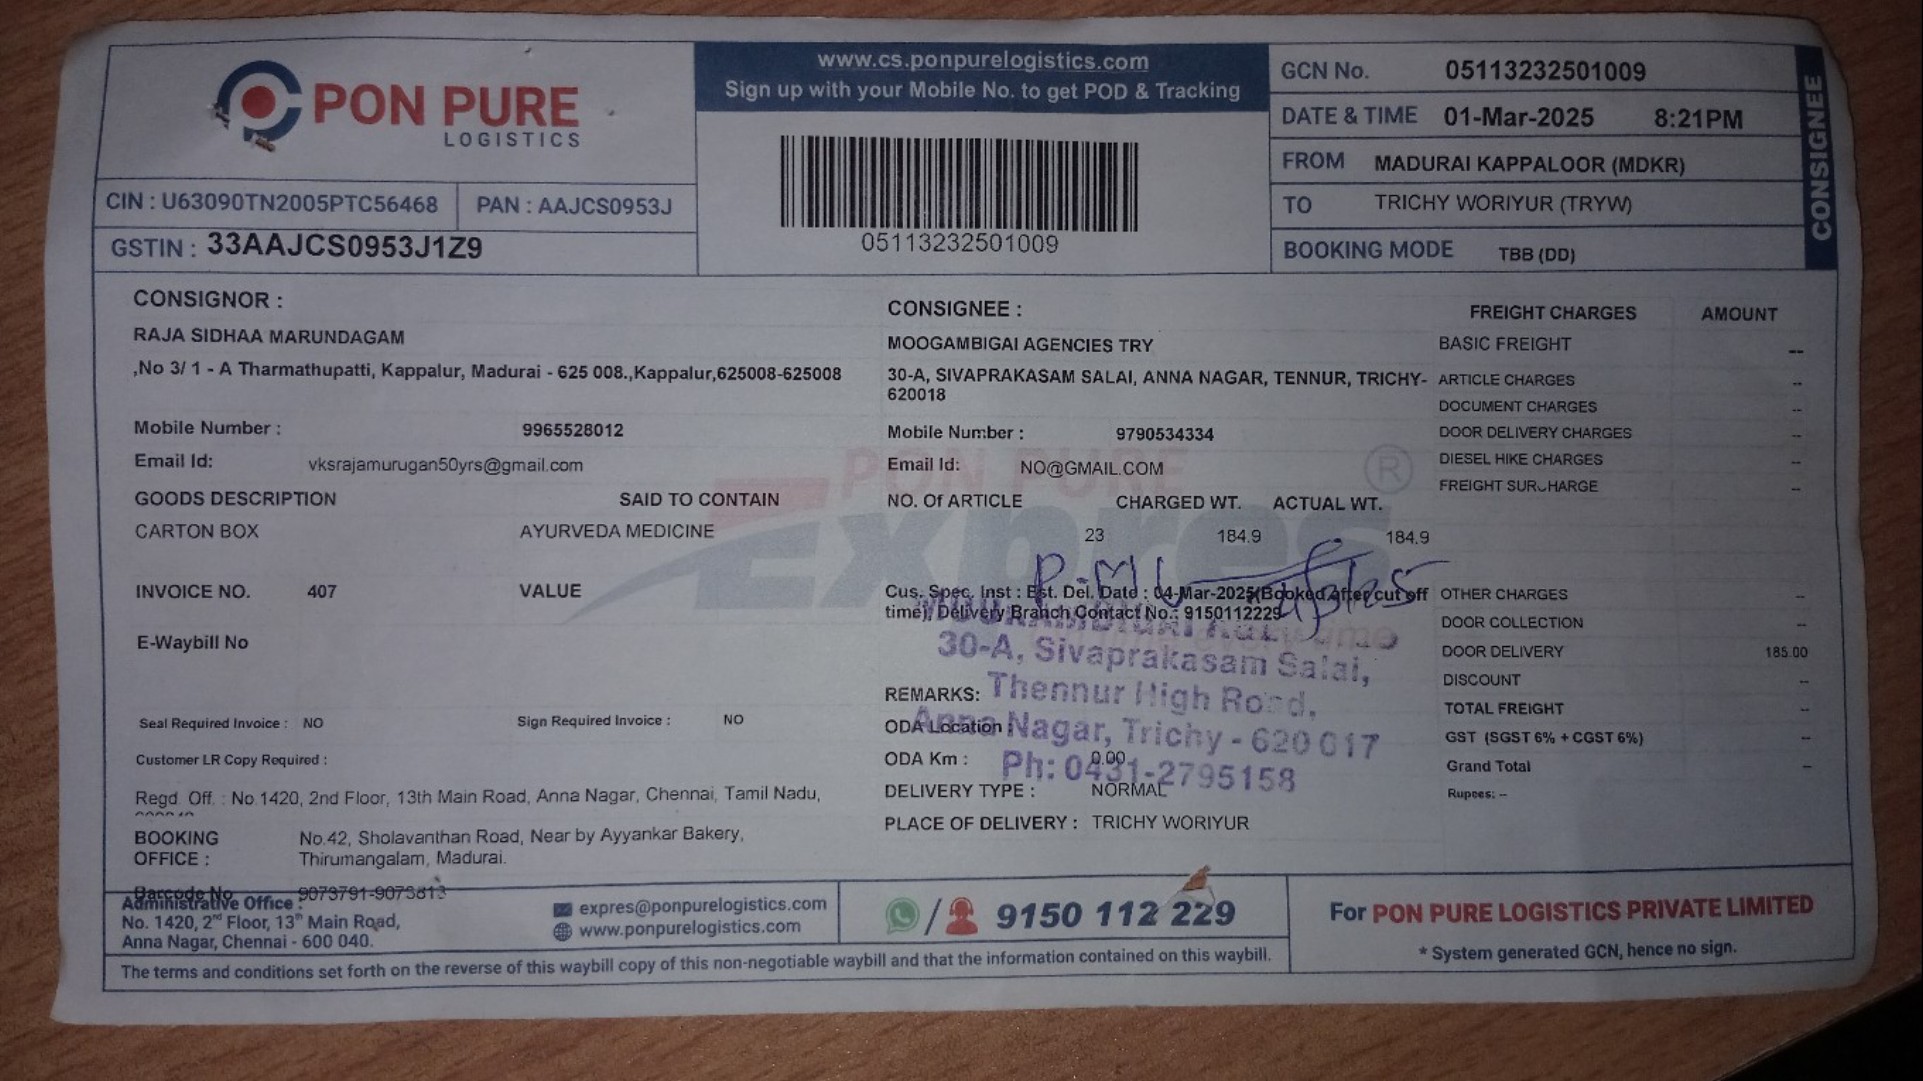 PON PURE
LOGISTICS
CIN : U63090TN2005PTC56468
PAN : AAJCS0953J
GSTIN : 33AAJCS0953J1Z9
www.cs.ponpurelogistics.com
Sign up with your Mobile No. to get POD & Tracking
05113232501009
GCN No. 05113232501009
DATE & TIME 01-Mar-2025 8:21PM
FROM MADURAI KAPPALOOR (MDKR)
TO TRICHY WORIYUR (TRYW)
BOOKING MODE TBB (DD)
CONSIGNEE
CONSIGNOR :
RAJA SIDHAA MARUNDAGAM
,No 3/ 1 - A Tharmathupatti, Kappalur, Madurai - 625 008.,Kappalur,625008-625008
Mobile Number : 9965528012
Email Id: vksrajamurugan50yrs@gmail.com
GOODS DESCRIPTION SAID TO CONTAIN
CARTON BOX AYURVEDA MEDICINE
INVOICE NO. 407 VALUE
E-Waybill No
Seal Required Invoice : NO Sign Required Invoice : NO
Customer LR Copy Required :
Regd. Off. : No.1420, 2nd Floor, 13th Main Road, Anna Nagar, Chennai, Tamil Nadu,
BOOKING OFFICE : No.42, Sholavanthan Road, Near by Ayyankar Bakery,
Thirumangalam, Madurai.
Barcode No 9073791-9073813
CONSIGNEE :
MOOGAMBIGAI AGENCIES TRY
30-A, SIVAPRAKASAM SALAI, ANNA NAGAR, TENNUR, TRICHY-
620018
Mobile Number : 9790534334
Email Id: NO@GMAIL.COM
PON PURE
Expres
®
NO. Of ARTICLE CHARGED WT. ACTUAL WT.
23 184.9 184.9
Cus. Spec. Inst : Est. Del. Date : 04-Mar-2025(Booked after cut off
time), Delivery Branch Contact No.: 9150112229
30-A, Sivaprakasam Salai,
Thennur High Road,
Anna Nagar, Trichy - 620 017
Ph: 0431-2795158
REMARKS:
ODA Location :
ODA Km : 0.00
DELIVERY TYPE : NORMAL
PLACE OF DELIVERY : TRICHY WORIYUR
FREIGHT CHARGES AMOUNT
BASIC FREIGHT --
ARTICLE CHARGES --
DOCUMENT CHARGES --
DOOR DELIVERY CHARGES --
DIESEL HIKE CHARGES --
FREIGHT SURCHARGE --
OTHER CHARGES --
DOOR COLLECTION --
DOOR DELIVERY 185.00
DISCOUNT --
TOTAL FREIGHT --
GST (SGST 6% + CGST 6%) --
Grand Total --
Rupees: --
Administrative Office :
No. 1420, 2nd Floor, 13th Main Road,
Anna Nagar, Chennai - 600 040.
expres@ponpurelogistics.com
www.ponpurelogistics.com
/ 9150 112 229
For PON PURE LOGISTICS PRIVATE LIMITED
* System generated GCN, hence no sign.
The terms and conditions set forth on the reverse of this waybill copy of this non-negotiable waybill and that the information contained on this waybill.